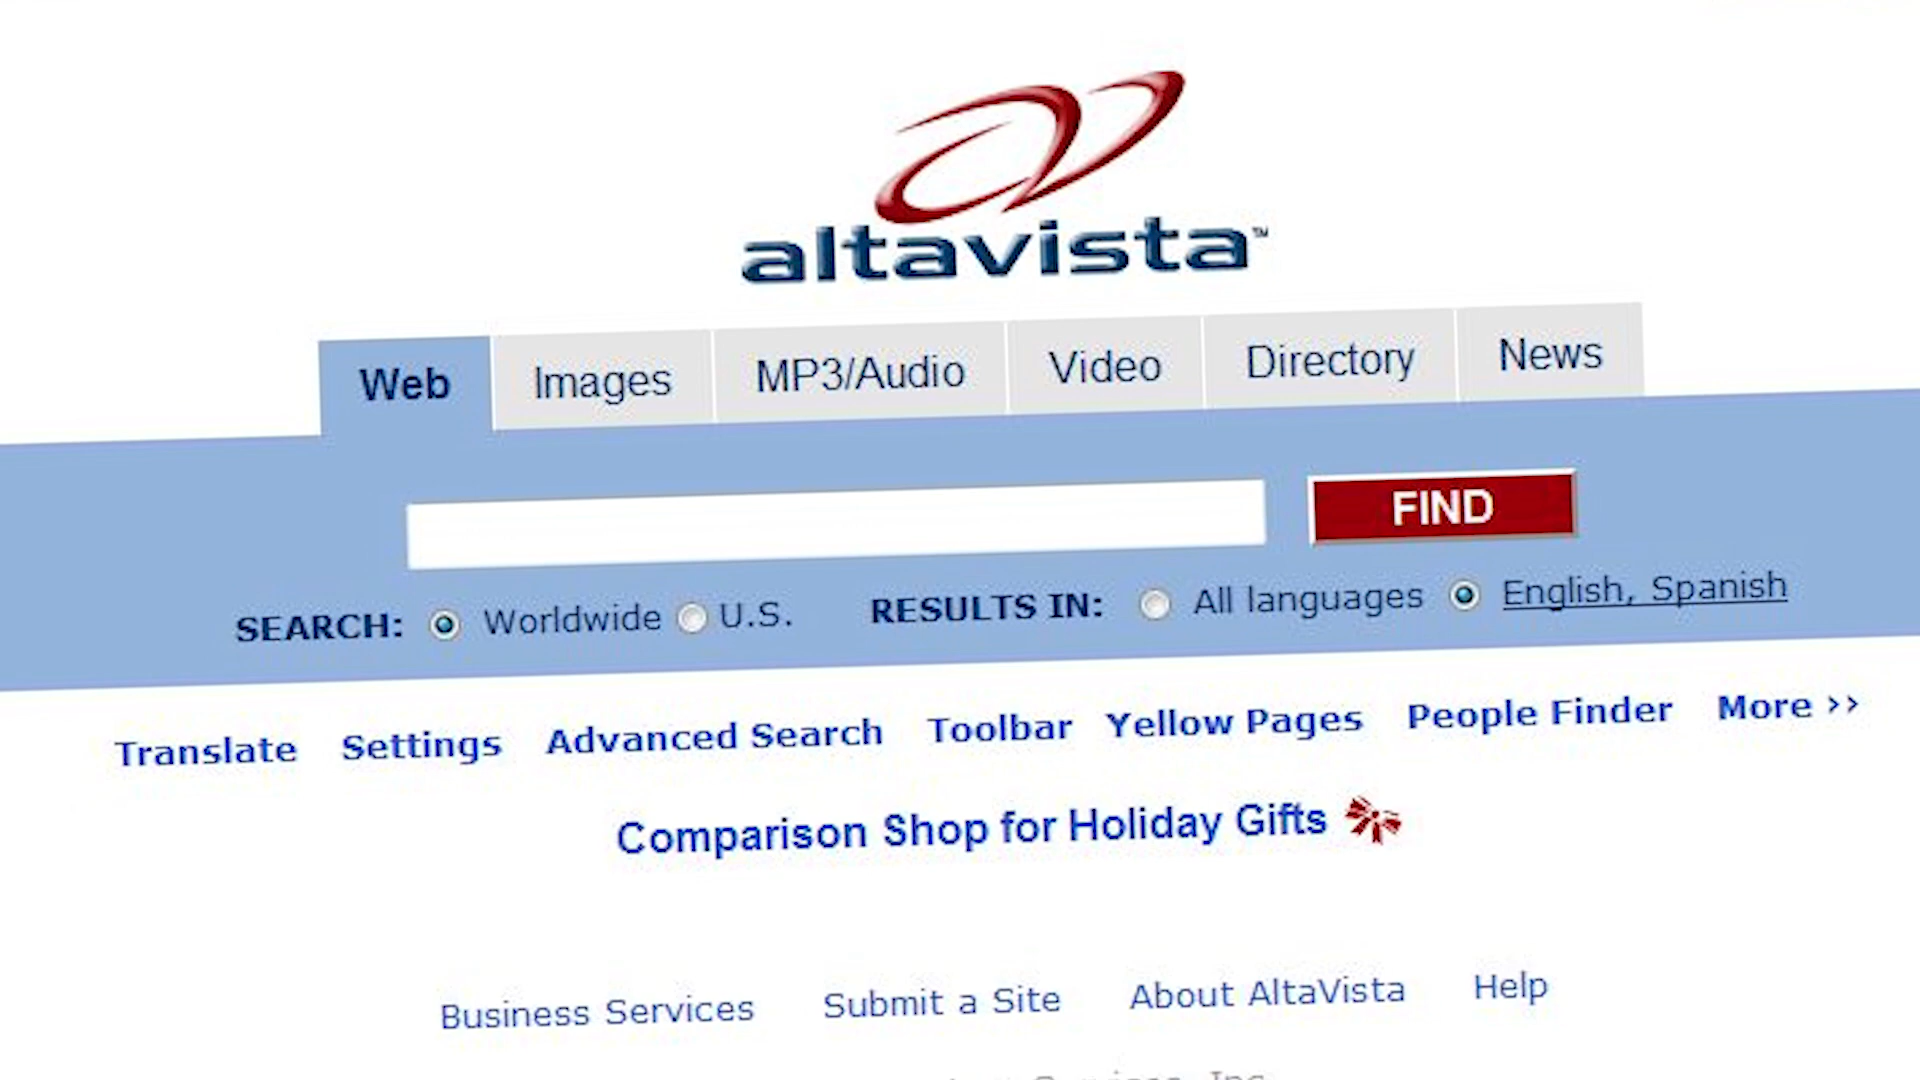 altavista™
Web Images MP3/Audio Video Directory News
FIND
SEARCH: Worldwide U.S. RESULTS IN: All languages English, Spanish
Translate Settings Advanced Search Toolbar Yellow Pages People Finder More >>
Comparison Shop for Holiday Gifts
Business Services Submit a Site About AltaVista Help